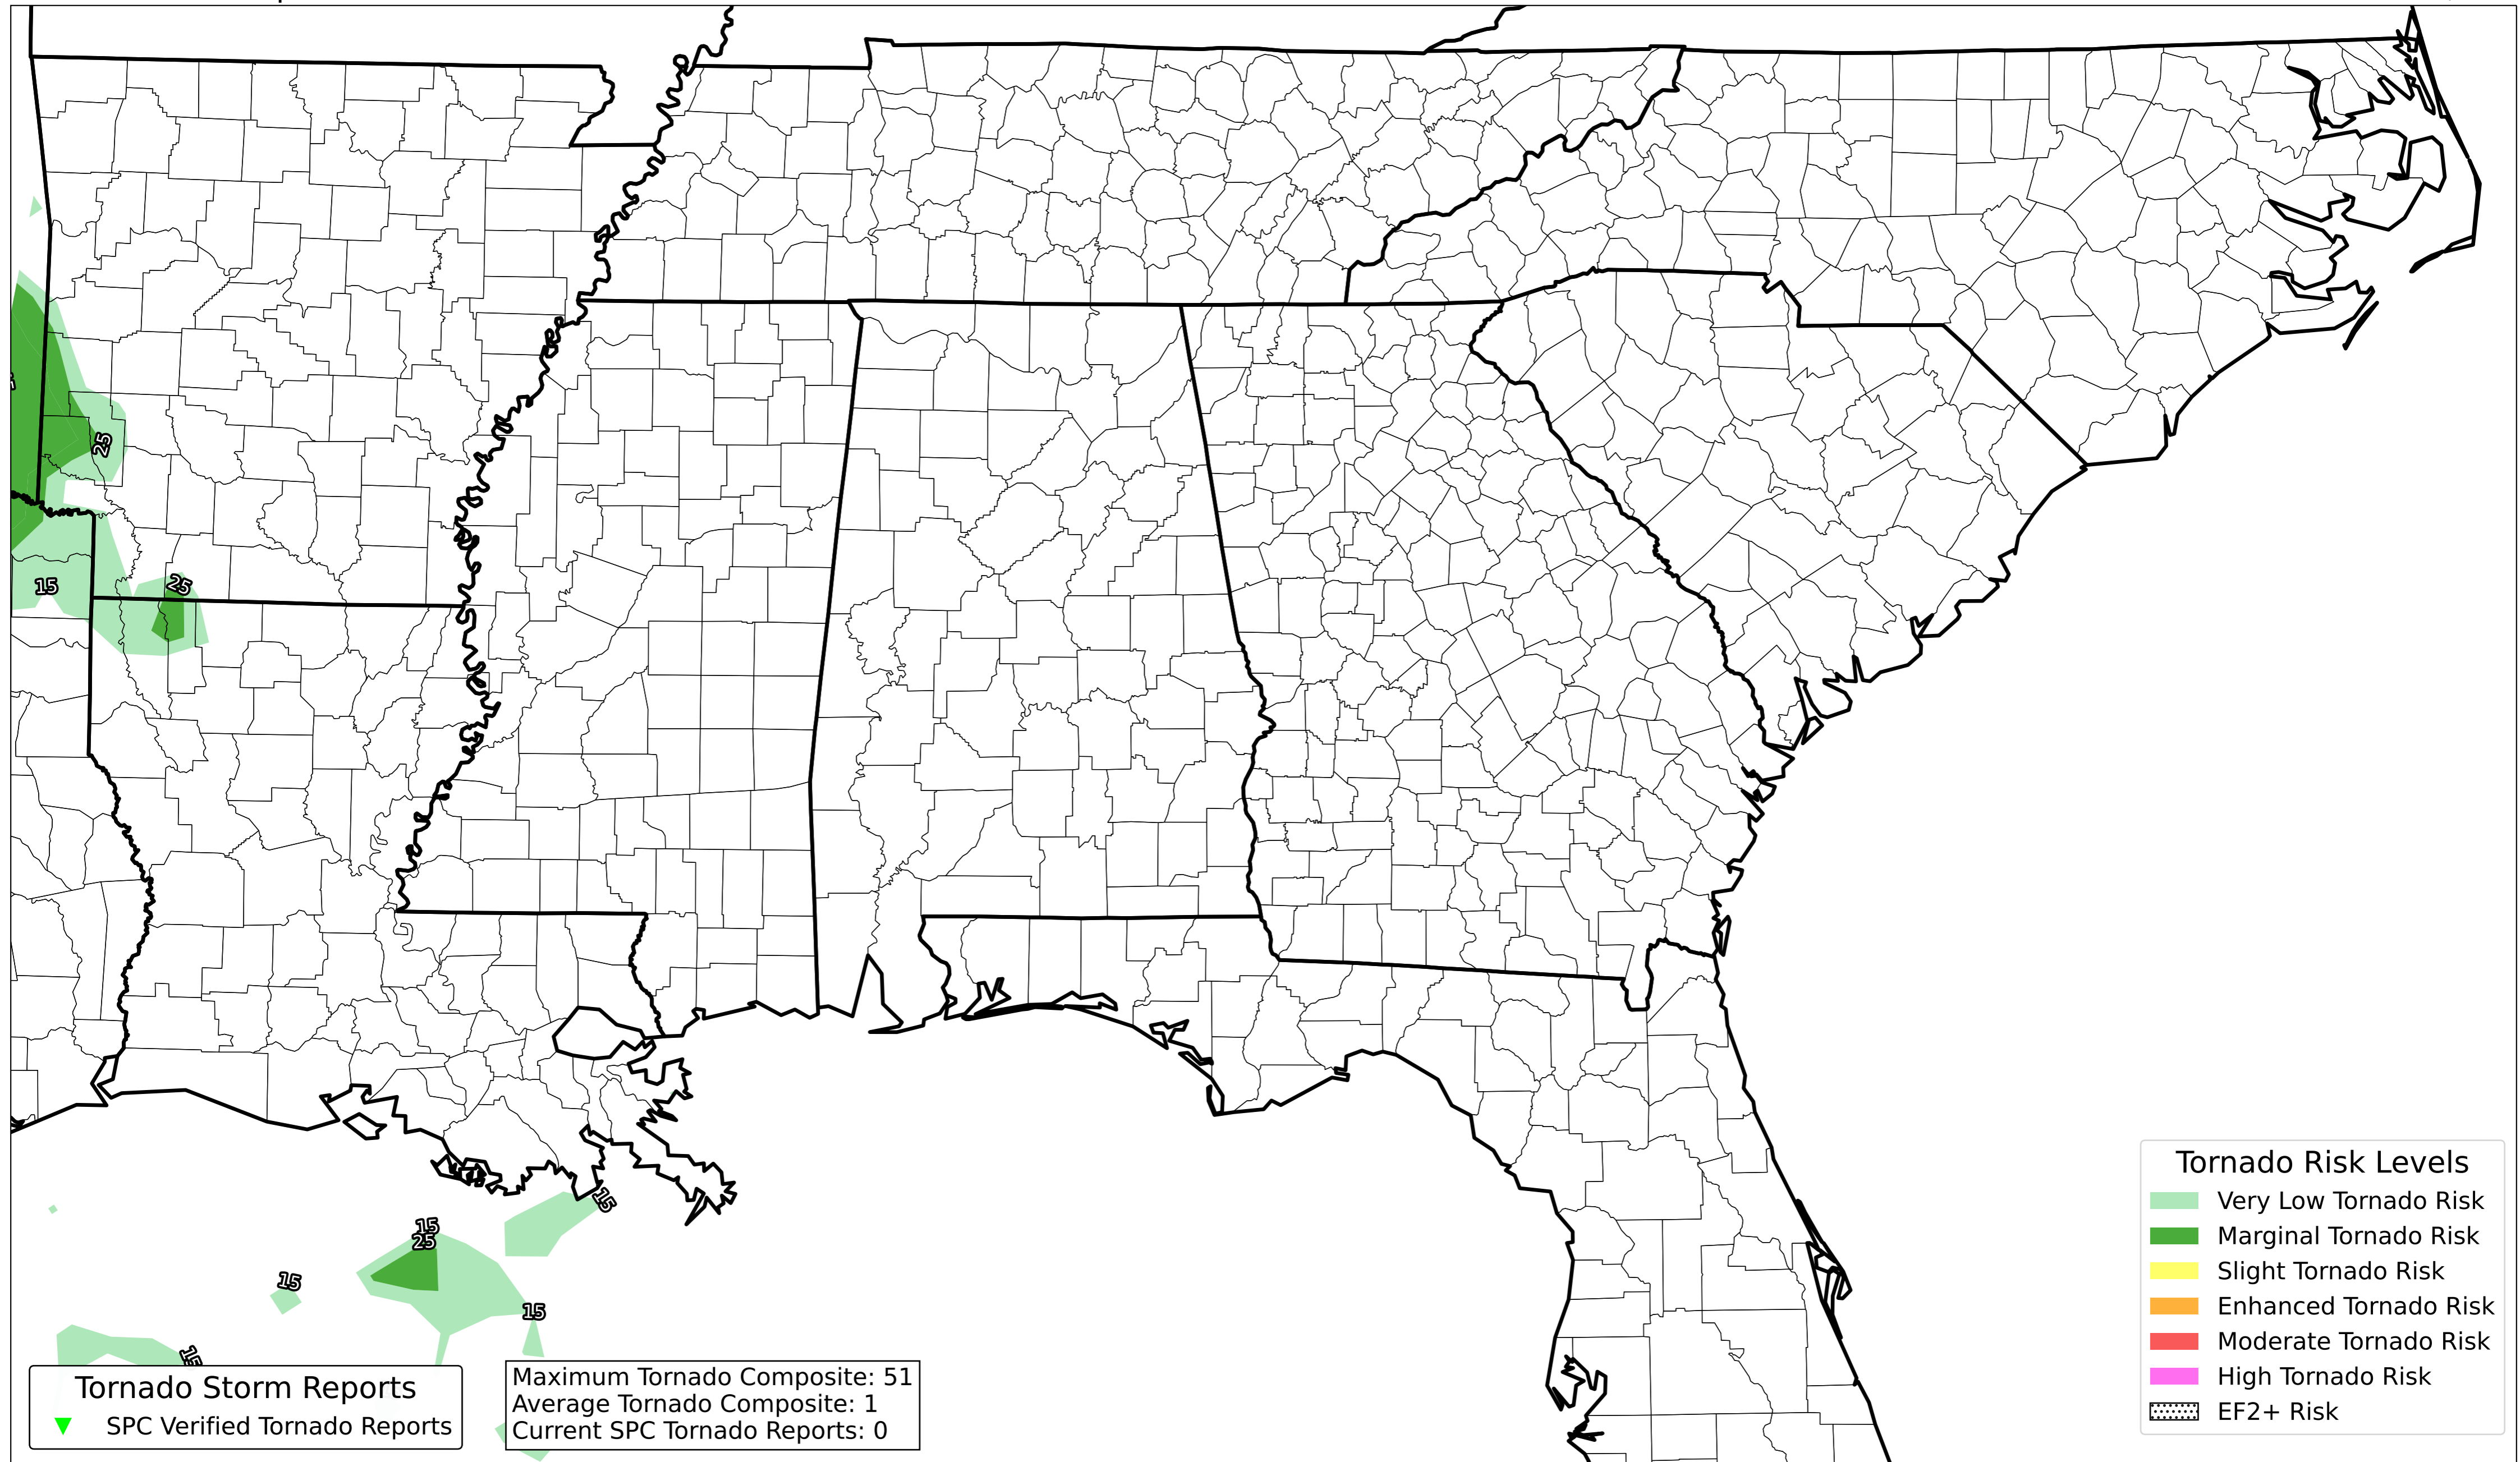 25
15
25
15
15
25
15
15
15
Tornado Storm Reports
SPC Verified Tornado Reports
Maximum Tornado Composite: 51
Average Tornado Composite: 1
Current SPC Tornado Reports: 0
Tornado Risk Levels
Very Low Tornado Risk
Marginal Tornado Risk
Slight Tornado Risk
Enhanced Tornado Risk
Moderate Tornado Risk
High Tornado Risk
EF2+ Risk